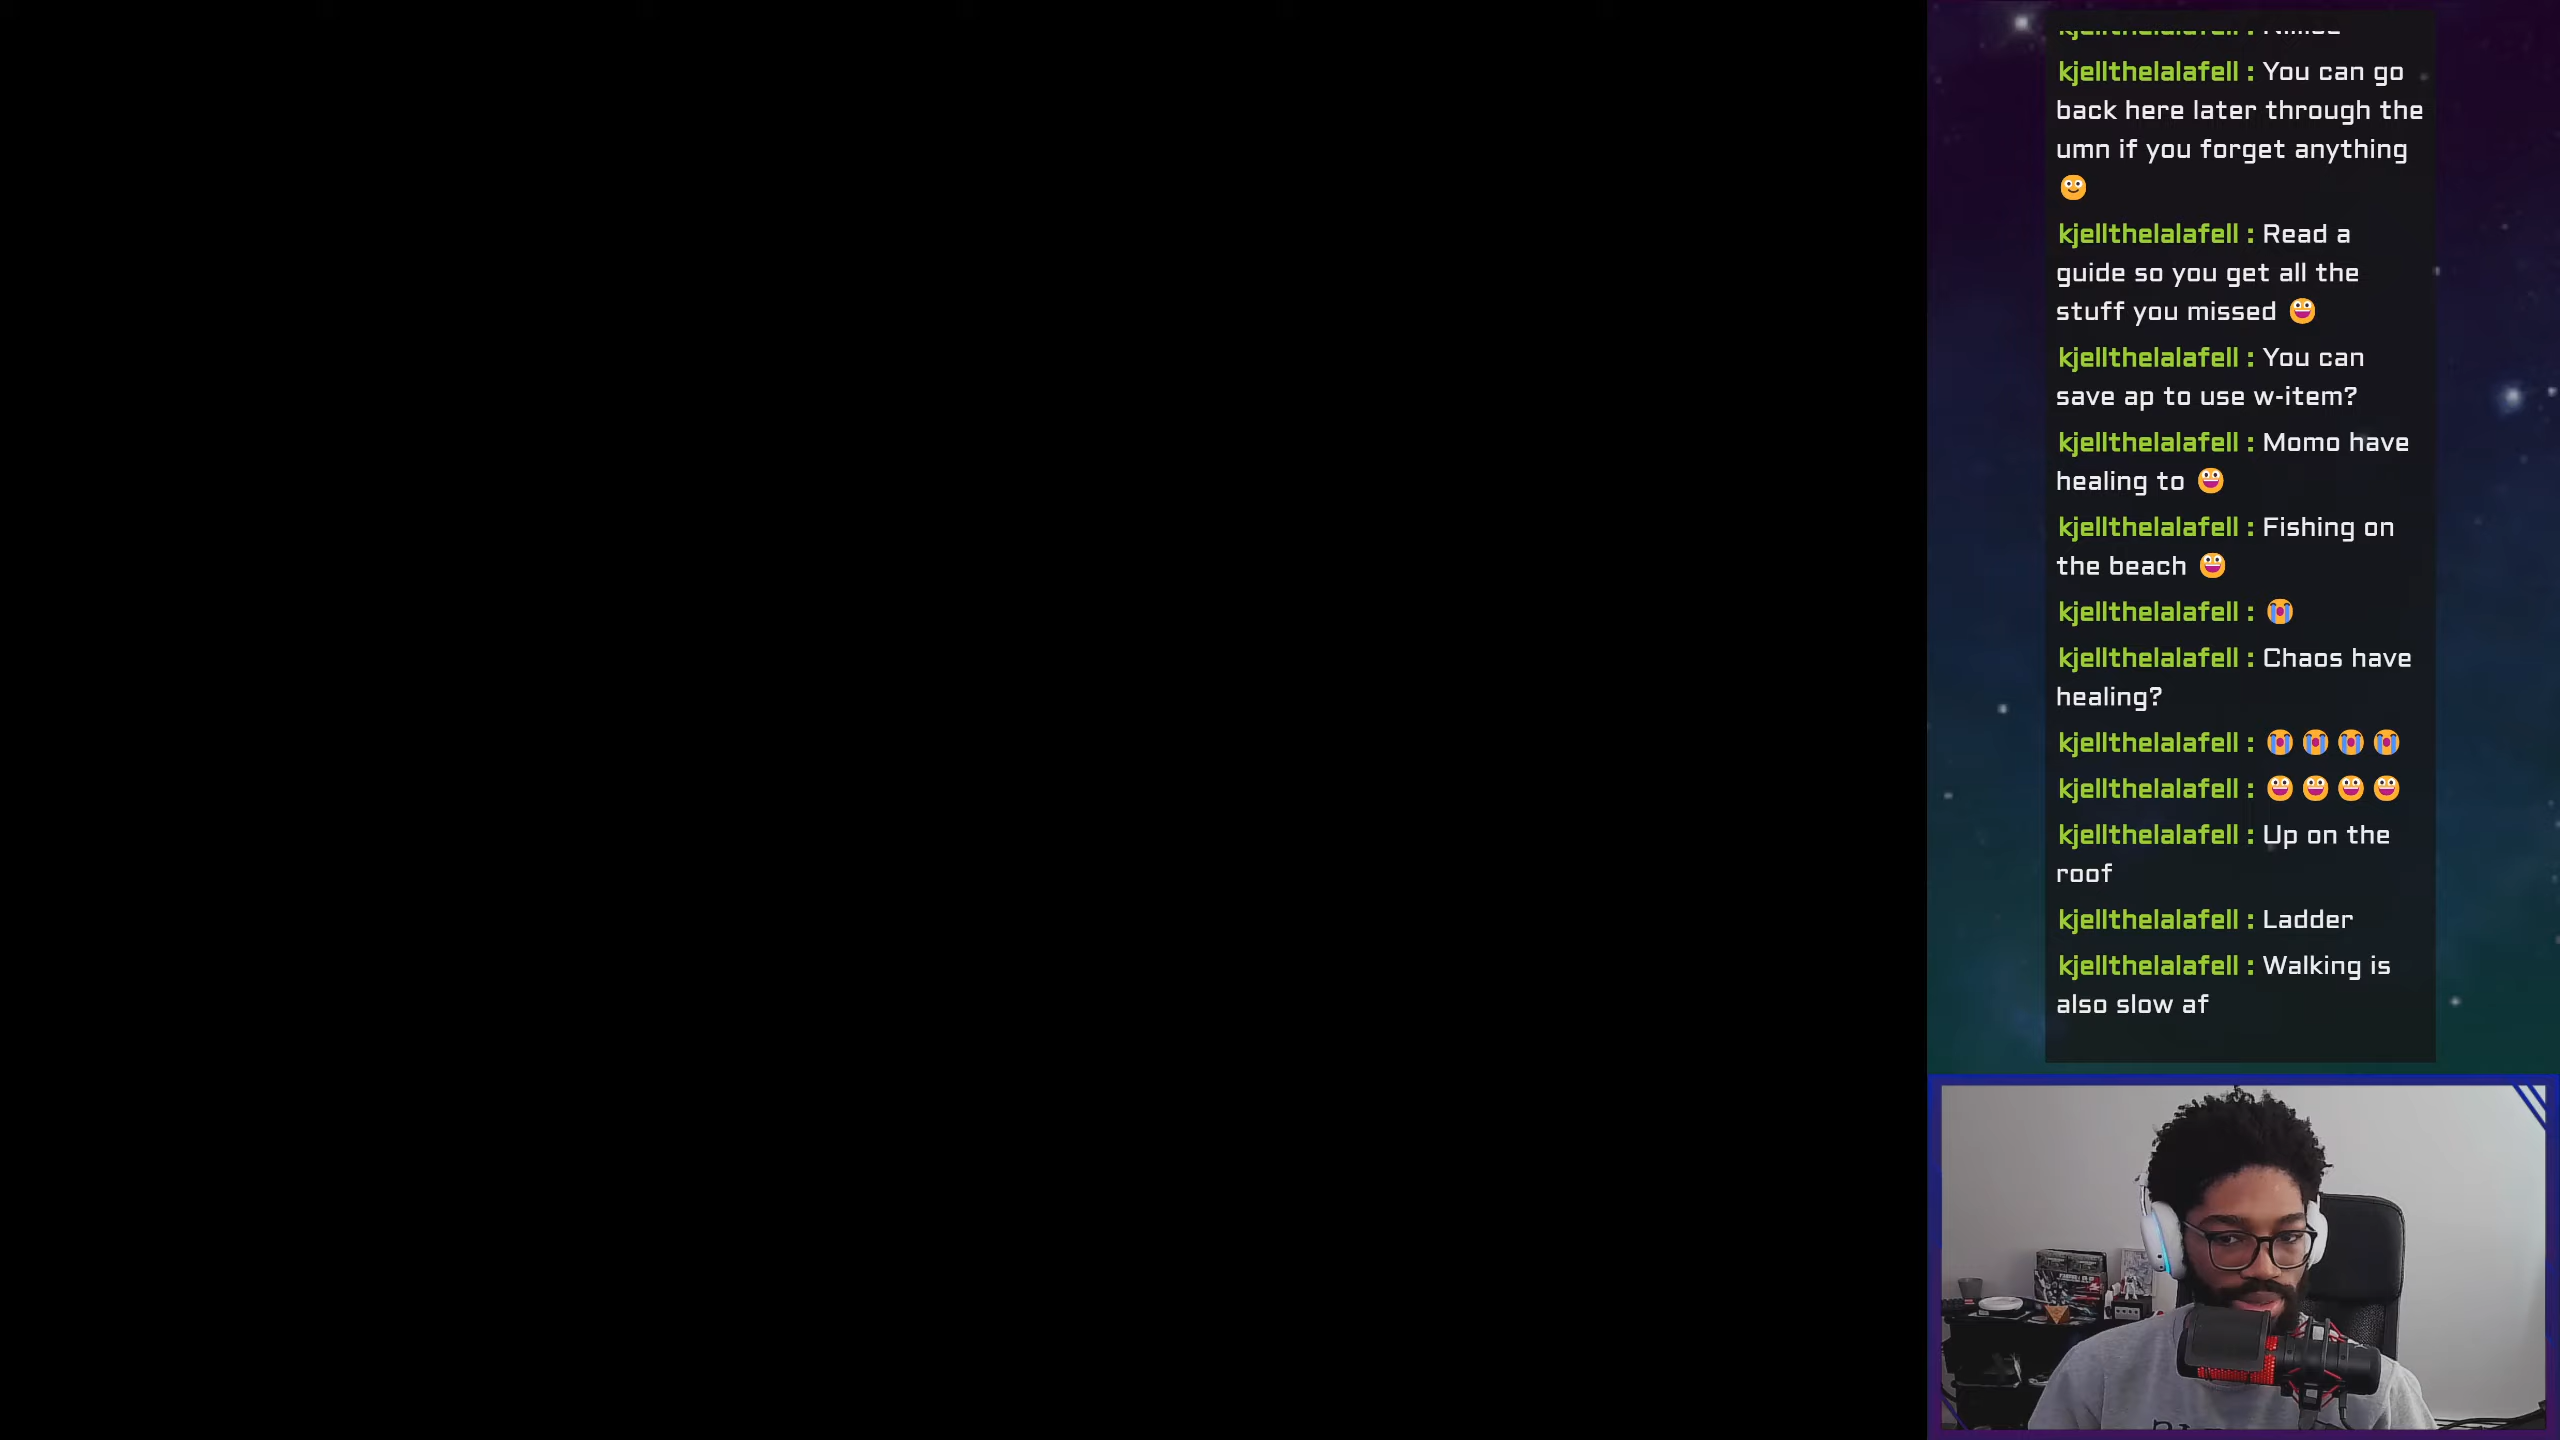 kjellthelalafell : You can go
back here later through the
umn if you forget anything
kjellthelalafell : Read a
guide so you get all the
stuff you missed
kjellthelalafell : You can
save ap to use w-item?
kjellthelalafell : Momo have
healing to
kjellthelalafell : Fishing on
the beach
kjellthelalafell :
kjellthelalafell : Chaos have
healing?
kjellthelalafell :
kjellthelalafell :
kjellthelalafell : Up on the
roof
kjellthelalafell : Ladder
kjellthelalafell : Walking is
also slow af